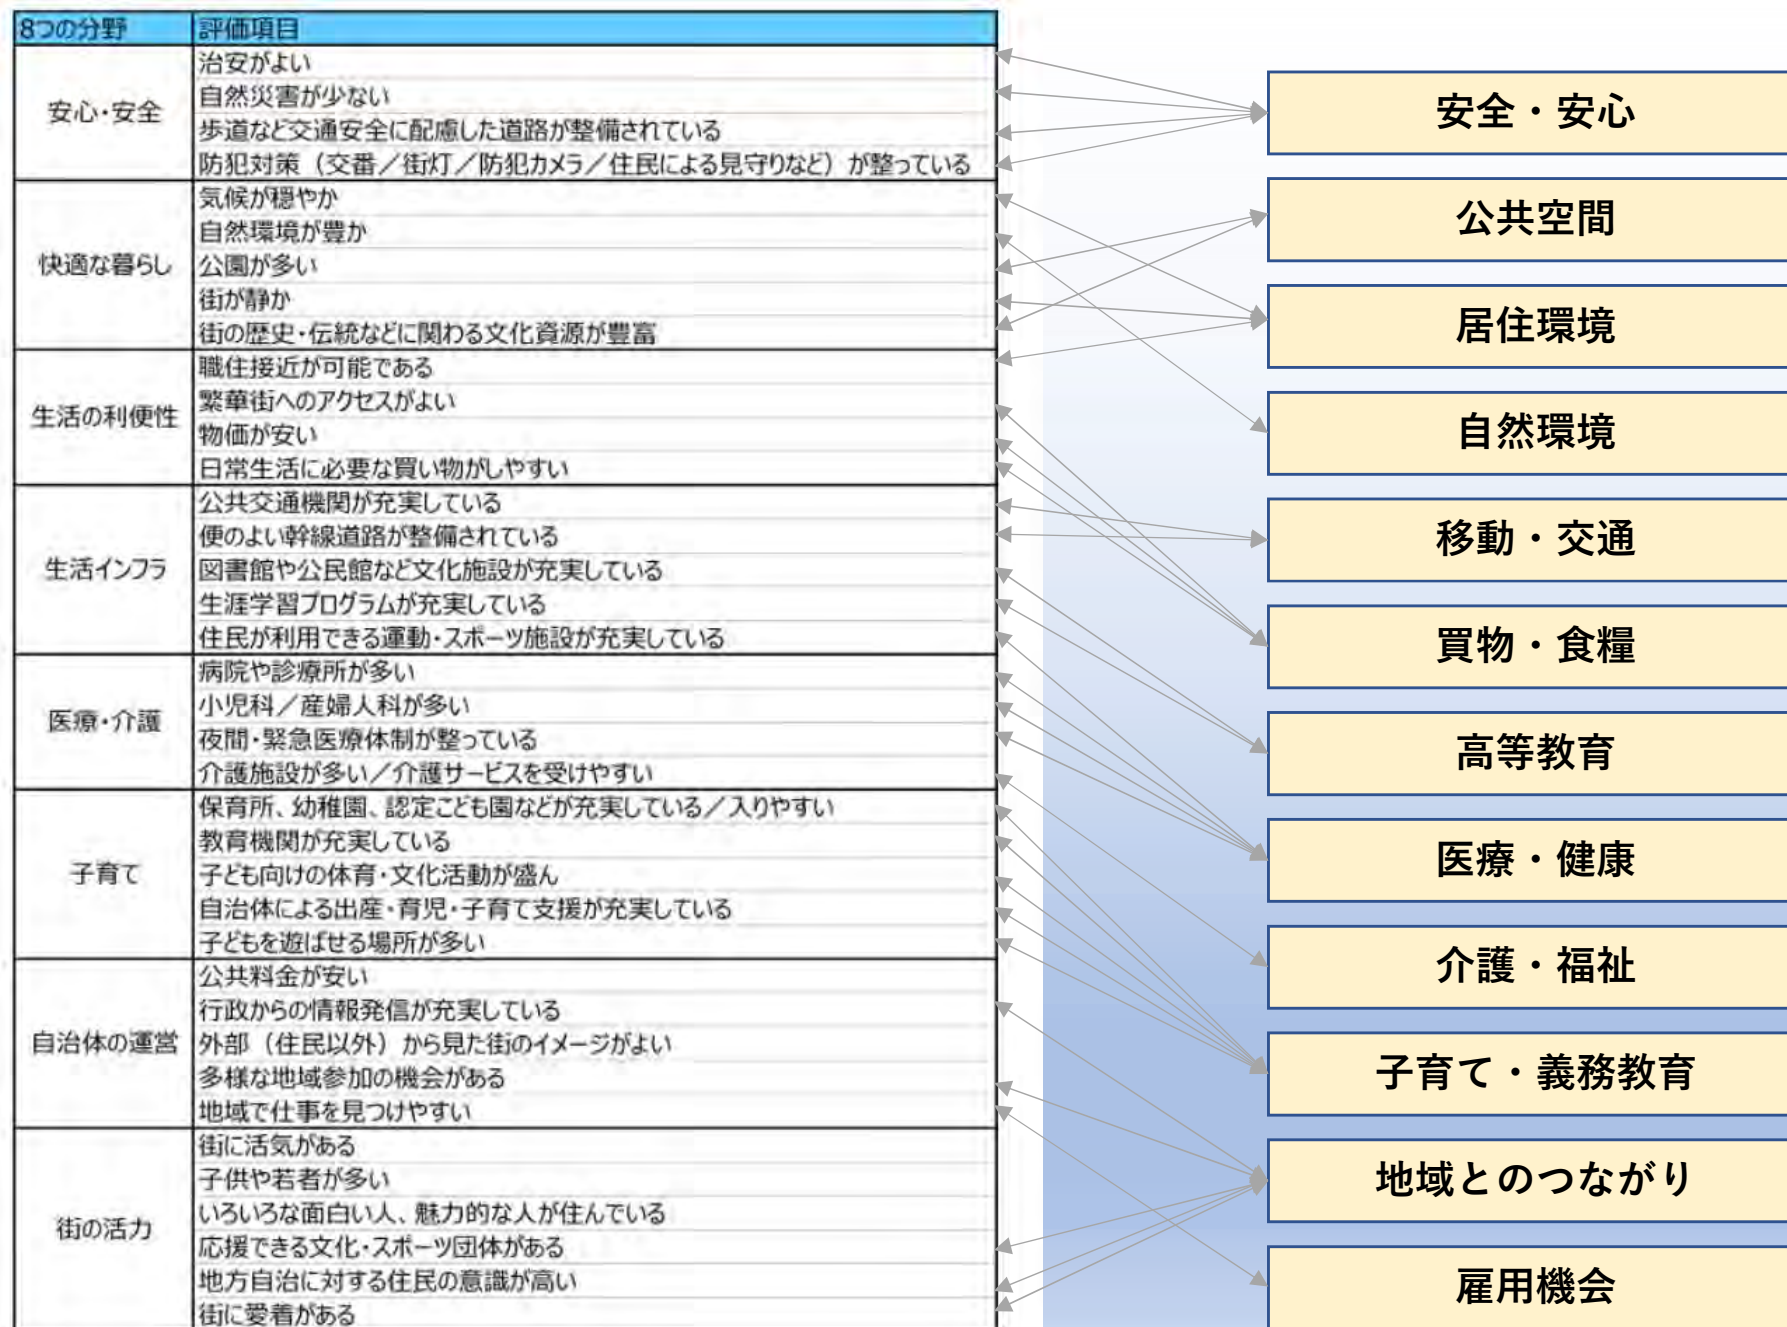 8つの分野 評価項目
安心・安全
治安がよい
自然災害が少ない
歩道など交通安全に配慮した道路が整備されている
防犯対策（交番／街灯／防犯カメラ／住民による見守りなど）が整っている
快適な暮らし
気候が穏やか
自然環境が豊か
公園が多い
街が静か
街の歴史・伝統などに関わる文化資源が豊富
生活の利便性
職住接近が可能である
繁華街へのアクセスがよい
物価が安い
日常生活に必要な買い物がしやすい
生活インフラ
公共交通機関が充実している
便のよい幹線道路が整備されている
図書館や公民館など文化施設が充実している
生涯学習プログラムが充実している
住民が利用できる運動・スポーツ施設が充実している
医療・介護
病院や診療所が多い
小児科／産婦人科が多い
夜間・緊急医療体制が整っている
介護施設が多い／介護サービスを受けやすい
子育て
保育所、幼稚園、認定こども園などが充実している／入りやすい
教育機関が充実している
子ども向けの体育・文化活動が盛ん
自治体による出産・育児・子育て支援が充実している
子どもを遊ばせる場所が多い
自治体の運営
公共料金が安い
行政からの情報発信が充実している
外部（住民以外）から見た街のイメージがよい
多様な地域参加の機会がある
地域で仕事を見つけやすい
街の活力
街に活気がある
子供や若者が多い
いろいろな面白い人、魅力的な人が住んでいる
応援できる文化・スポーツ団体がある
地方自治に対する住民の意識が高い
街に愛着がある
安全・安心
公共空間
居住環境
自然環境
移動・交通
買物・食糧
高等教育
医療・健康
介護・福祉
子育て・義務教育
地域とのつながり
雇用機会